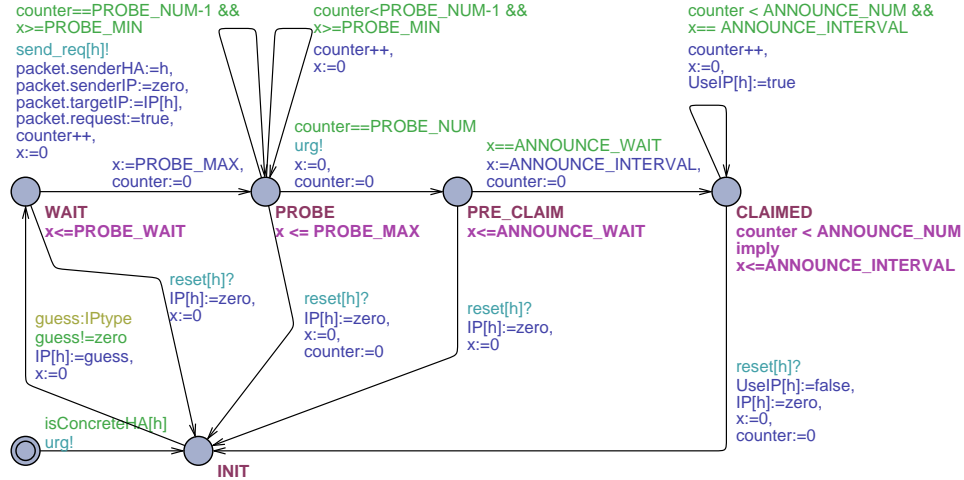 counter==PROBE_NUM-1 &&
x>=PROBE_MIN
send_req[h]!
packet.senderHA:=h,
packet.senderIP:=zero,
packet.targetIP:=IP[h],
packet.request:=true,
counter++,
x:=0
counter<PROBE_NUM-1 &&
x>=PROBE_MIN
counter++,
x:=0
counter < ANNOUNCE_NUM &&
x== ANNOUNCE_INTERVAL
counter++,
x:=0,
UseIP[h]:=true
x:=PROBE_MAX,
counter:=0
counter==PROBE_NUM
urg!
x:=0,
counter:=0
x==ANNOUNCE_WAIT
x:=ANNOUNCE_INTERVAL,
counter:=0
WAIT
x<=PROBE_WAIT
PROBE
x <= PROBE_MAX
PRE_CLAIM
x<=ANNOUNCE_WAIT
CLAIMED
counter < ANNOUNCE_NUM
imply
x<=ANNOUNCE_INTERVAL
guess:IPtype
guess!=zero
IP[h]:=guess,
x:=0
reset[h]?
IP[h]:=zero,
x:=0
reset[h]?
IP[h]:=zero,
x:=0,
counter:=0
reset[h]?
IP[h]:=zero,
x:=0
reset[h]?
UseIP[h]:=false,
IP[h]:=zero,
x:=0,
counter:=0
isConcreteHA[h]
urg!
INIT